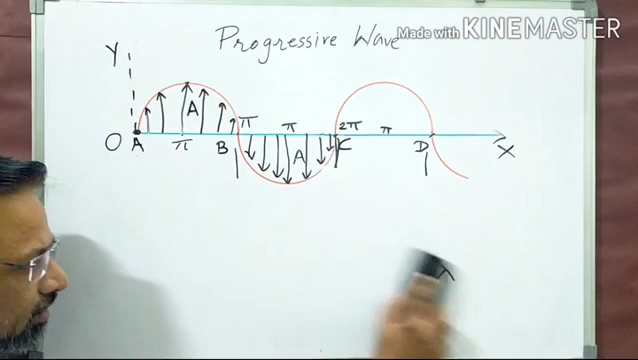 Progressive Wave
Made with KINEMASTER
Y
A
π
π
2π
π
O A π B A C D X
λ